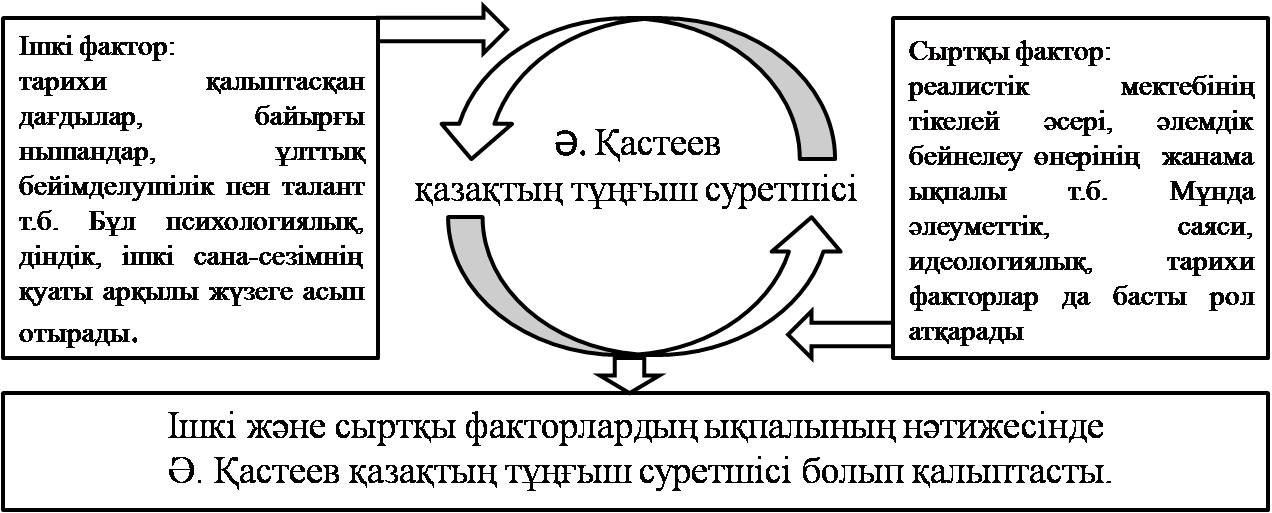 Ішкі фактор:
тарихи қалыптасқан
дағдылар, байырғы
нышандар, ұлттық
бейімделушілік пен талант
т.б. Бұл психологиялық,
діндік, ішкі сана-сезімнің
қуаты арқылы жүзеге асып
отырады.
Ә. Қастеев
қазақтың тұңғыш суретшісі
Сыртқы фактор:
реалистік мектебінің
тікелей әсері, әлемдік
бейнелеу өнерінің жанама
ықпалы т.б. Мұнда
әлеуметтік, саяси,
идеологиялық, тарихи
факторлар да басты рол
атқарады
Ішкі және сыртқы факторлардың ықпалының нәтижесінде
Ә. Қастеев қазақтың тұңғыш суретшісі болып қалыптасты.